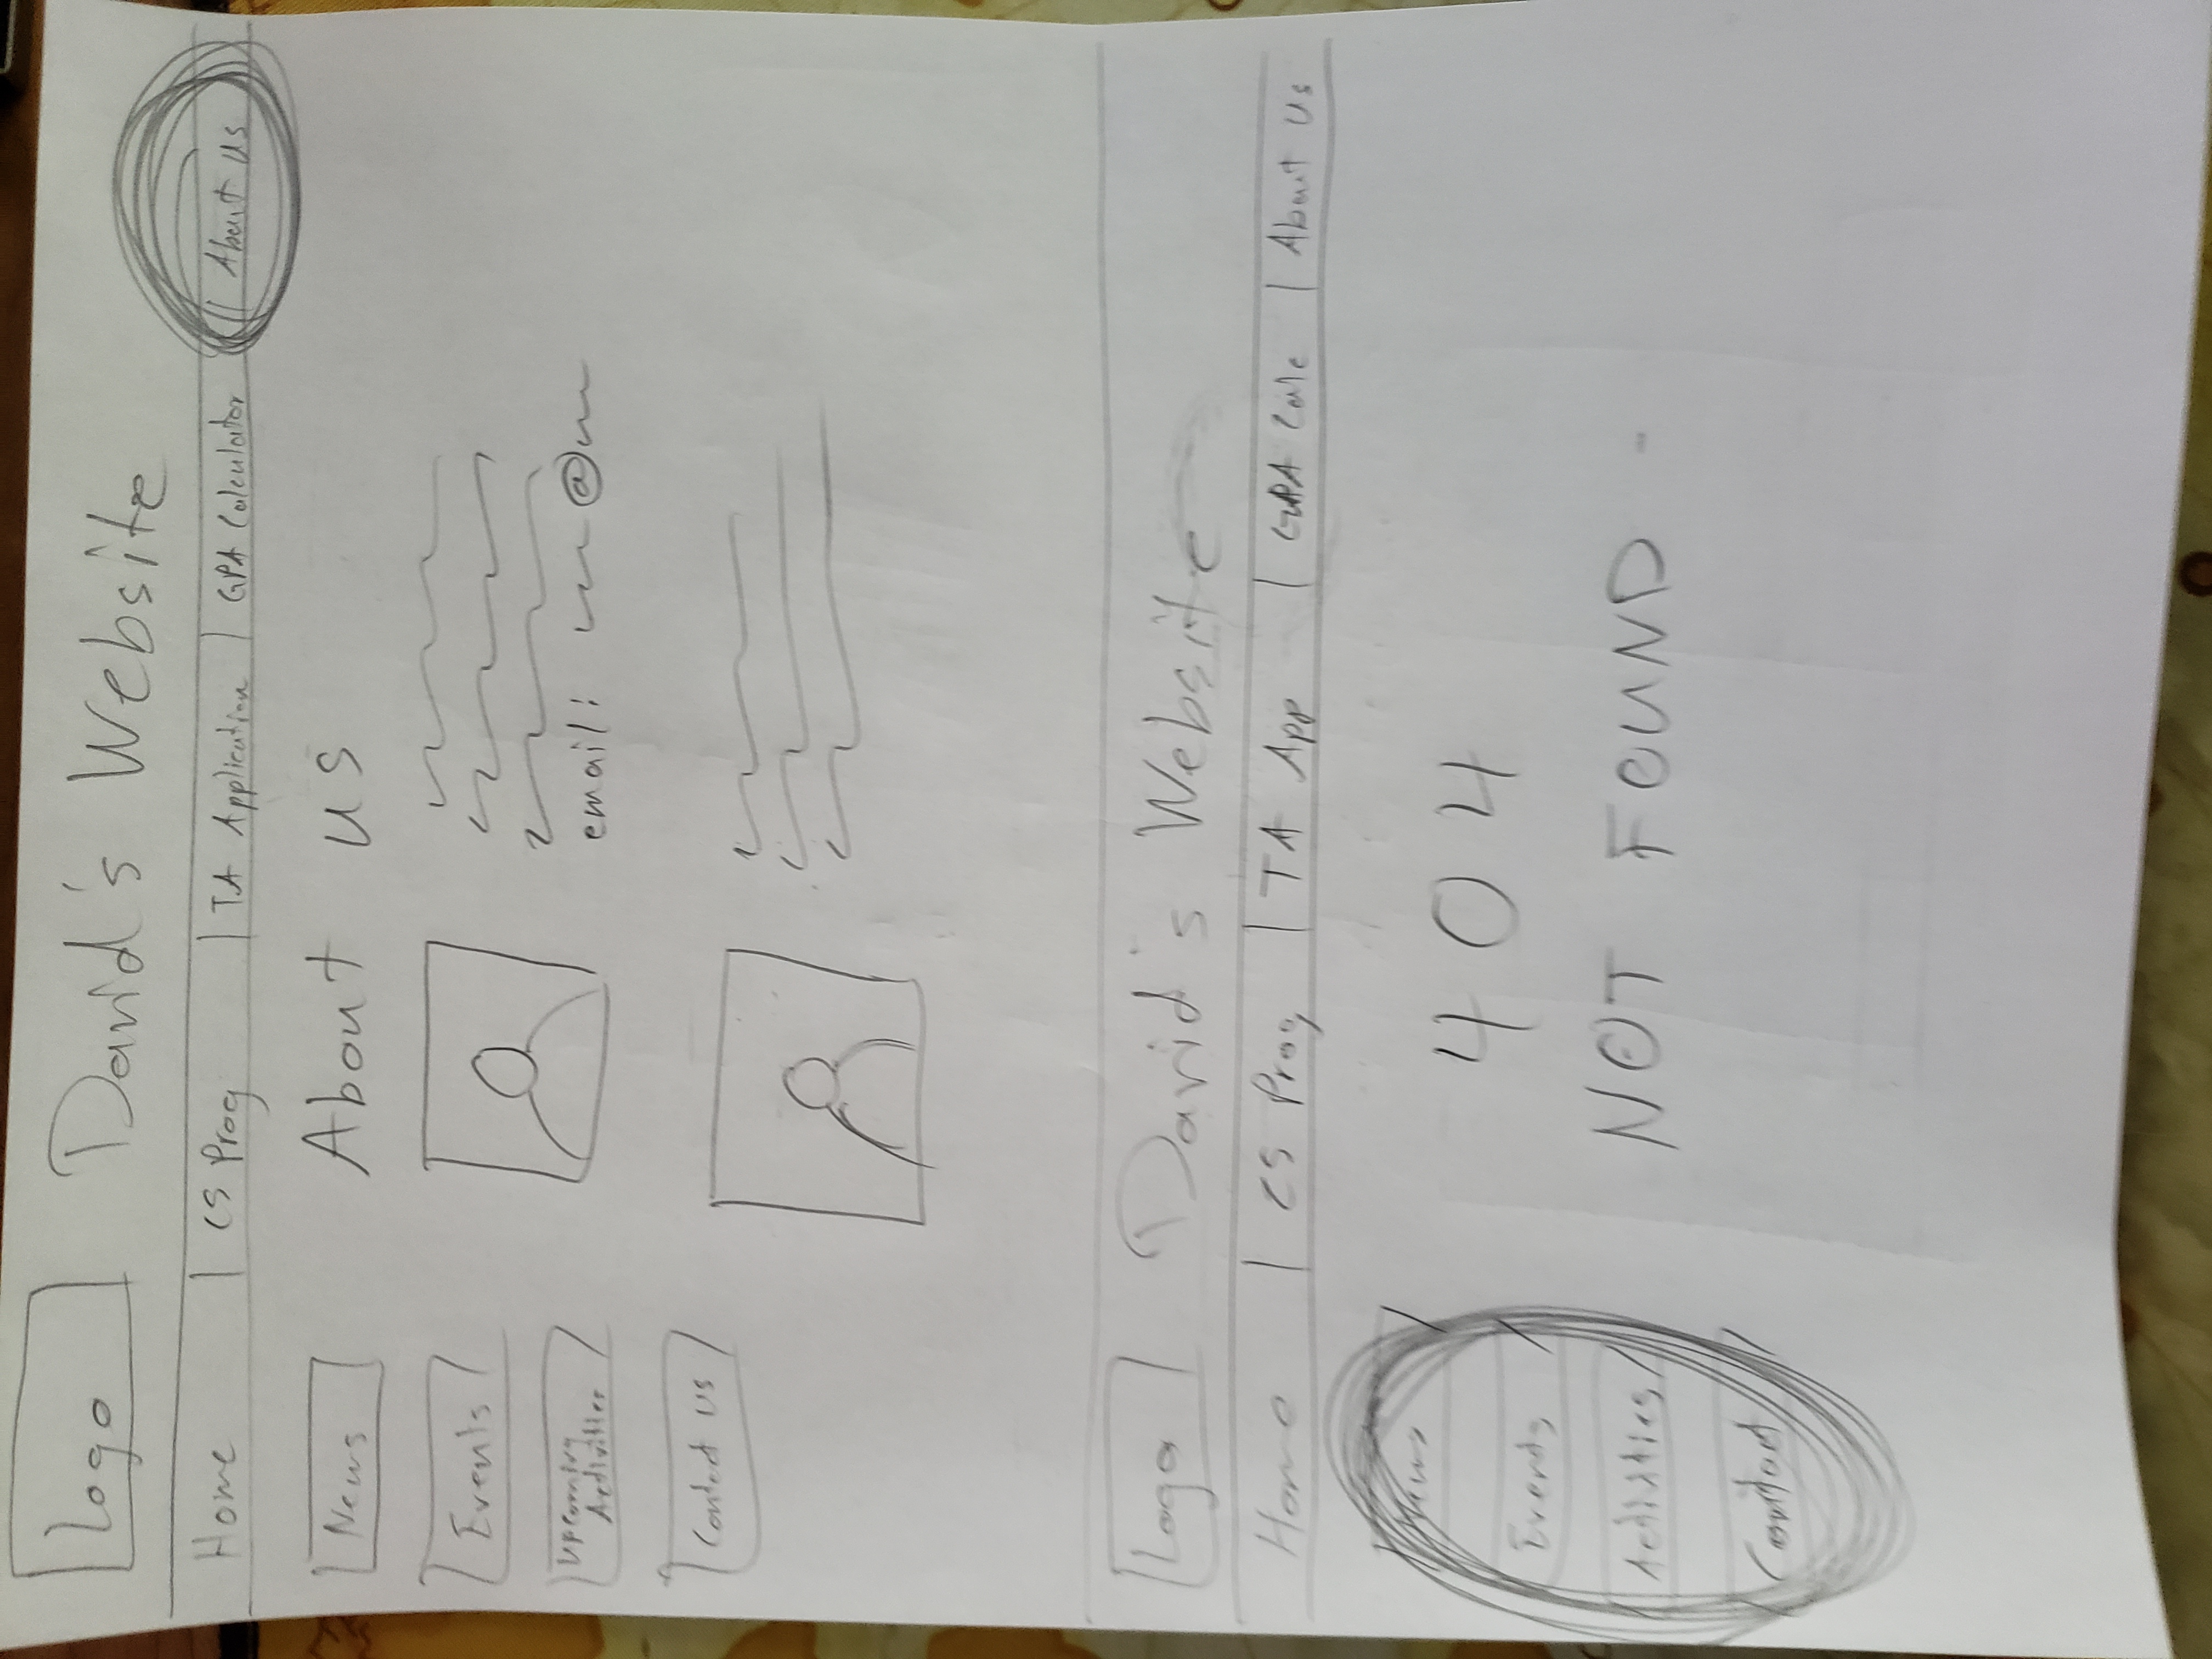 Logo
David's Website
Home CS Prog TA Application GPA Calculator About Us
News
About us
Events
Upcoming
Activities
email: @
Contact Us
Logo
David's Website
Home CS Prog TA App GPA Calc About Us
News
404
Events
NOT FOUND
Activities
Contact